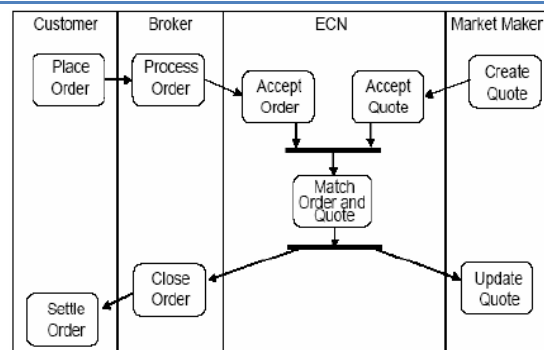 Customer
Broker
ECN
Market Maker
Place
Order
Process
Order
Accept
Order
Accept
Quote
Create
Quote
Match
Order and
Quote
Close
Order
Update
Quote
Settle
Order